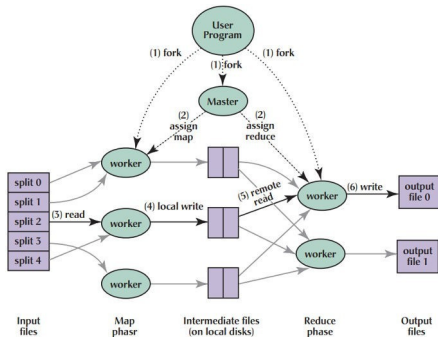 User
Program
(1) fork
(1) fork
(1) fork
Master
(2)
assign
map
(2)
assign
reduce
worker
split 0
split 1
split 2
split 3
split 4
(3) read
worker
(4) local write
(5) remote
read
worker
(6) write
output
file 0
worker
output
file 1
worker
Input
files
Map
phasr
Intermediate files
(on local disks)
Reduce
phase
Output
files